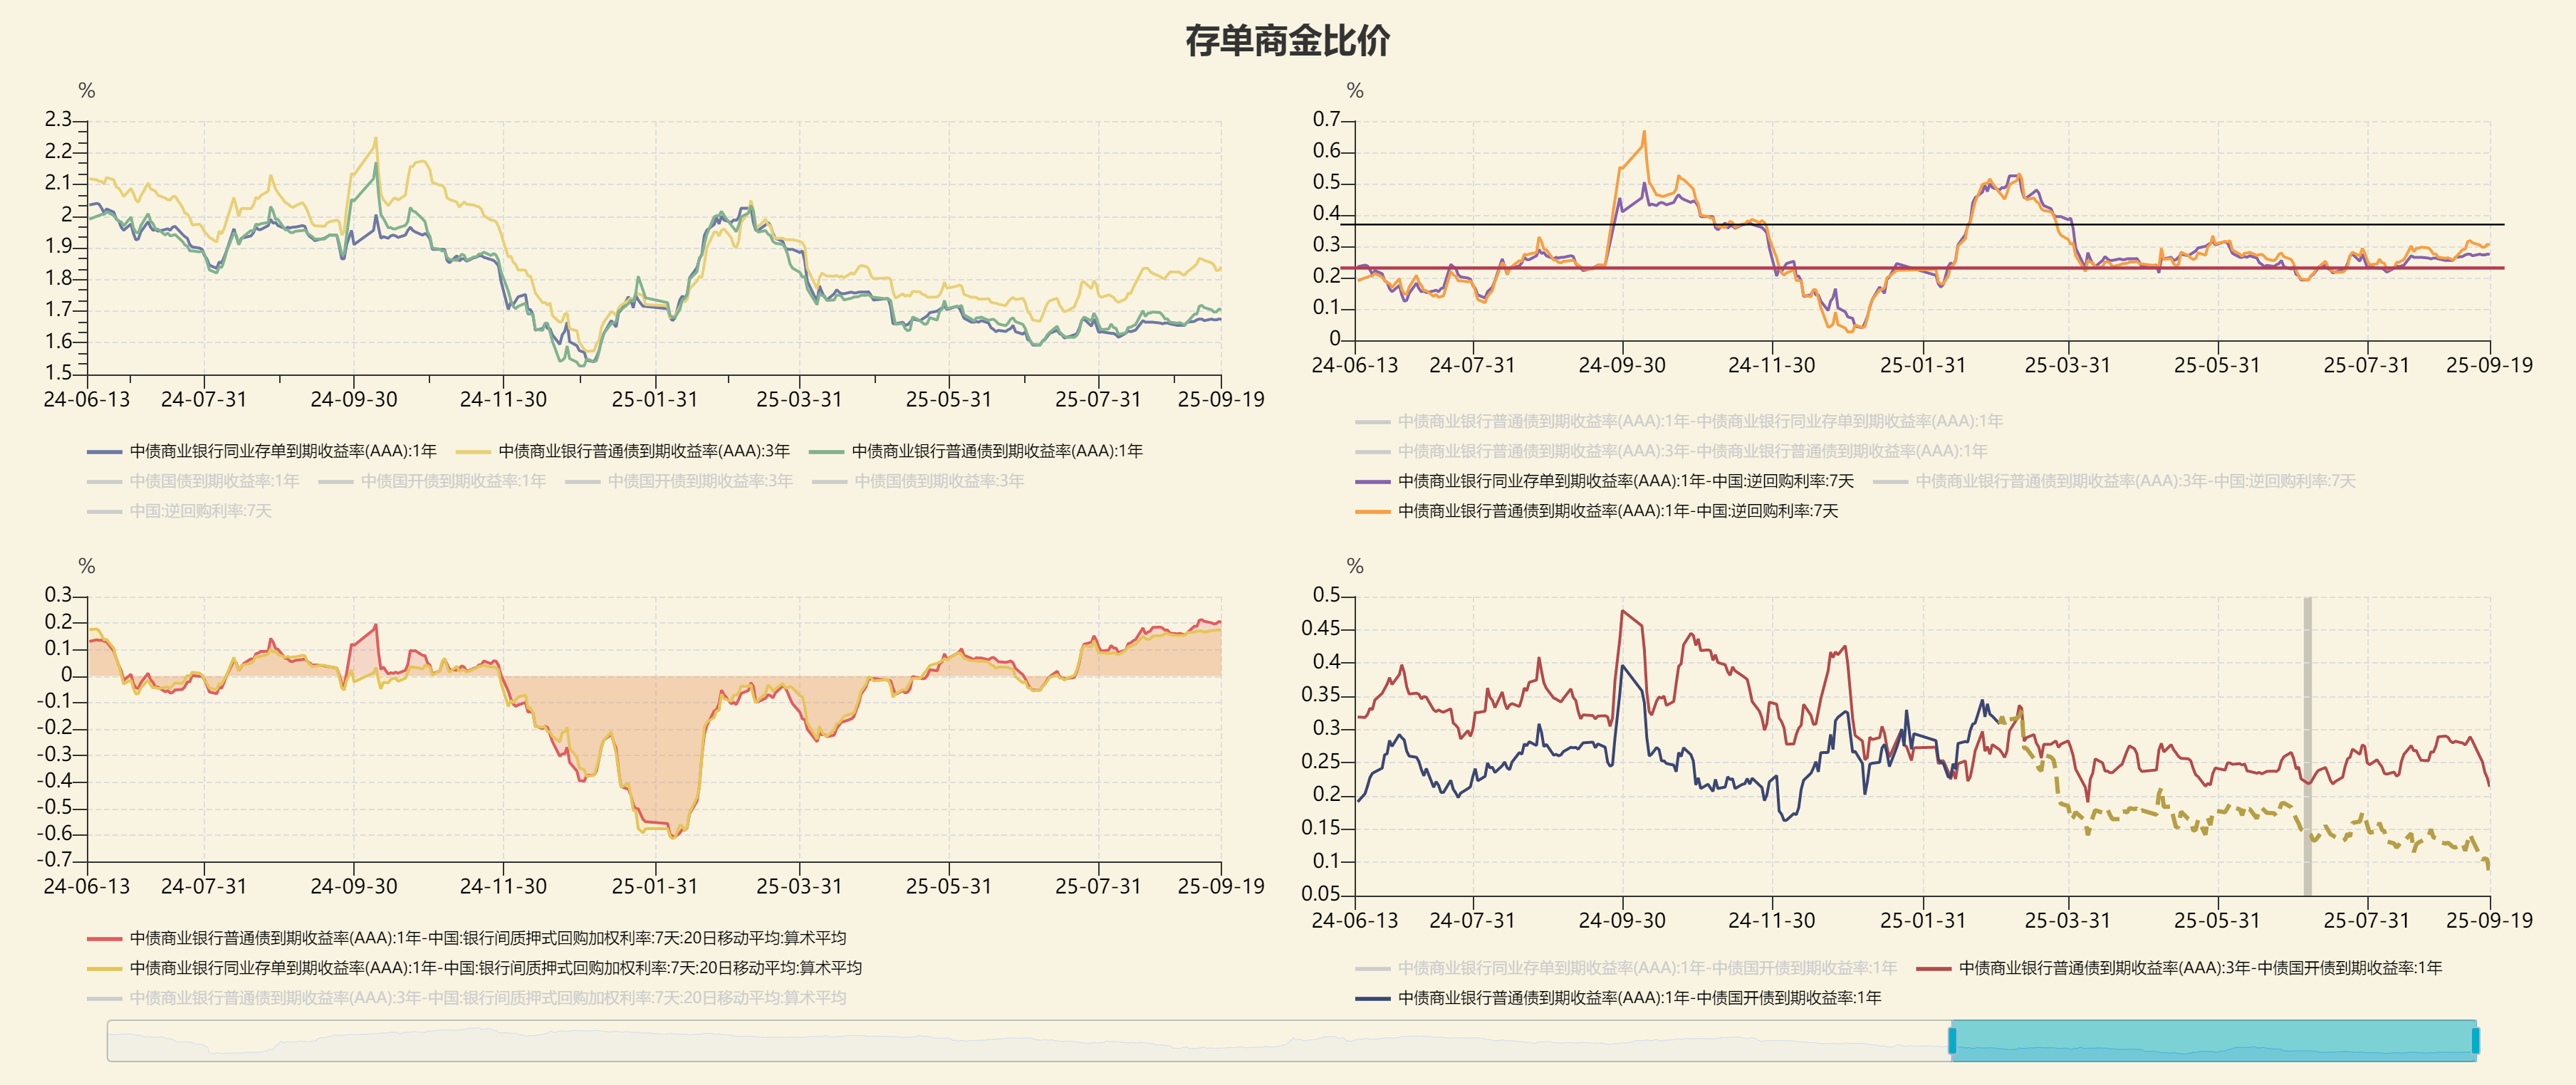 存单商金比价
%
2.3
2.2
2.1
2
1.9
1.8
1.7
1.6
1.5
24-06-13 24-07-31 24-09-30 24-11-30 25-01-31 25-03-31 25-05-31 25-07-31 25-09-19
中债商业银行同业存单到期收益率(AAA):1年 中债商业银行普通债到期收益率(AAA):3年 中债商业银行普通债到期收益率(AAA):1年
中债国债到期收益率:1年 中债国开债到期收益率:1年 中债国开债到期收益率:3年 中债国债到期收益率:3年
中国:逆回购利率:7天
%
0.7
0.6
0.5
0.4
0.3
0.2
0.1
0
24-06-13 24-07-31 24-09-30 24-11-30 25-01-31 25-03-31 25-05-31 25-07-31 25-09-19
中债商业银行普通债到期收益率(AAA):1年-中债商业银行同业存单到期收益率(AAA):1年
中债商业银行普通债到期收益率(AAA):3年-中债商业银行普通债到期收益率(AAA):1年
中债商业银行同业存单到期收益率(AAA):1年-中国:逆回购利率:7天 中债商业银行普通债到期收益率(AAA):3年-中国:逆回购利率:7天
中债商业银行普通债到期收益率(AAA):1年-中国:逆回购利率:7天
%
0.3
0.2
0.1
0
-0.1
-0.2
-0.3
-0.4
-0.5
-0.6
-0.7
24-06-13 24-07-31 24-09-30 24-11-30 25-01-31 25-03-31 25-05-31 25-07-31 25-09-19
中债商业银行普通债到期收益率(AAA):1年-中国:银行间质押式回购加权利率:7天:20日移动平均:算术平均
中债商业银行同业存单到期收益率(AAA):1年-中国:银行间质押式回购加权利率:7天:20日移动平均:算术平均
中债商业银行普通债到期收益率(AAA):3年-中国:银行间质押式回购加权利率:7天:20日移动平均:算术平均
%
0.5
0.45
0.4
0.35
0.3
0.25
0.2
0.15
0.1
0.05
24-06-13 24-07-31 24-09-30 24-11-30 25-01-31 25-03-31 25-05-31 25-07-31 25-09-19
中债商业银行同业存单到期收益率(AAA):1年-中债国开债到期收益率:1年 中债商业银行普通债到期收益率(AAA):3年-中债国开债到期收益率:1年
中债商业银行普通债到期收益率(AAA):1年-中债国开债到期收益率:1年